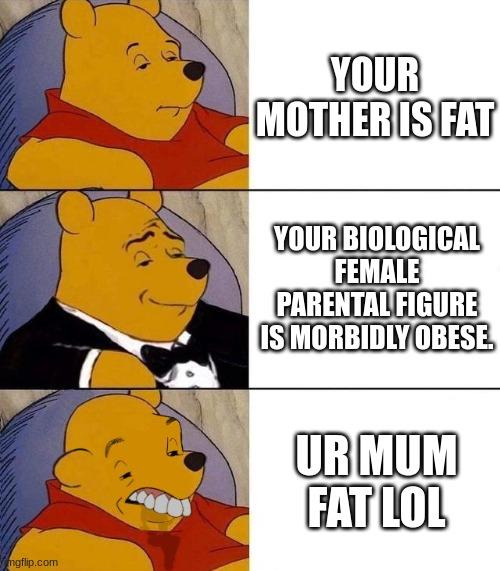 YOUR
MOTHER IS FAT
YOUR BIOLOGICAL
FEMALE
PARENTAL FIGURE
IS MORBIDLY OBESE.
UR MUM
FAT LOL
imgflip.com